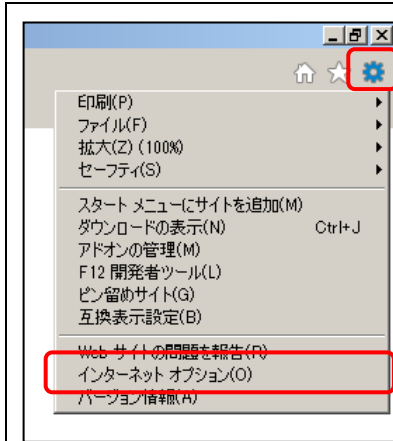 印刷(P)
ファイル(F)
拡大(Z) (100%)
セーフティ(S)
スタート メニューにサイトを追加(M)
ダウンロードの表示(N) Ctrl+J
アドオンの管理(M)
F12 開発者ツール(L)
ピン留めサイト(G)
互換表示設定(B)
Web サイトの問題を報告(R)
インターネット オプション(O)
バージョン情報(A)